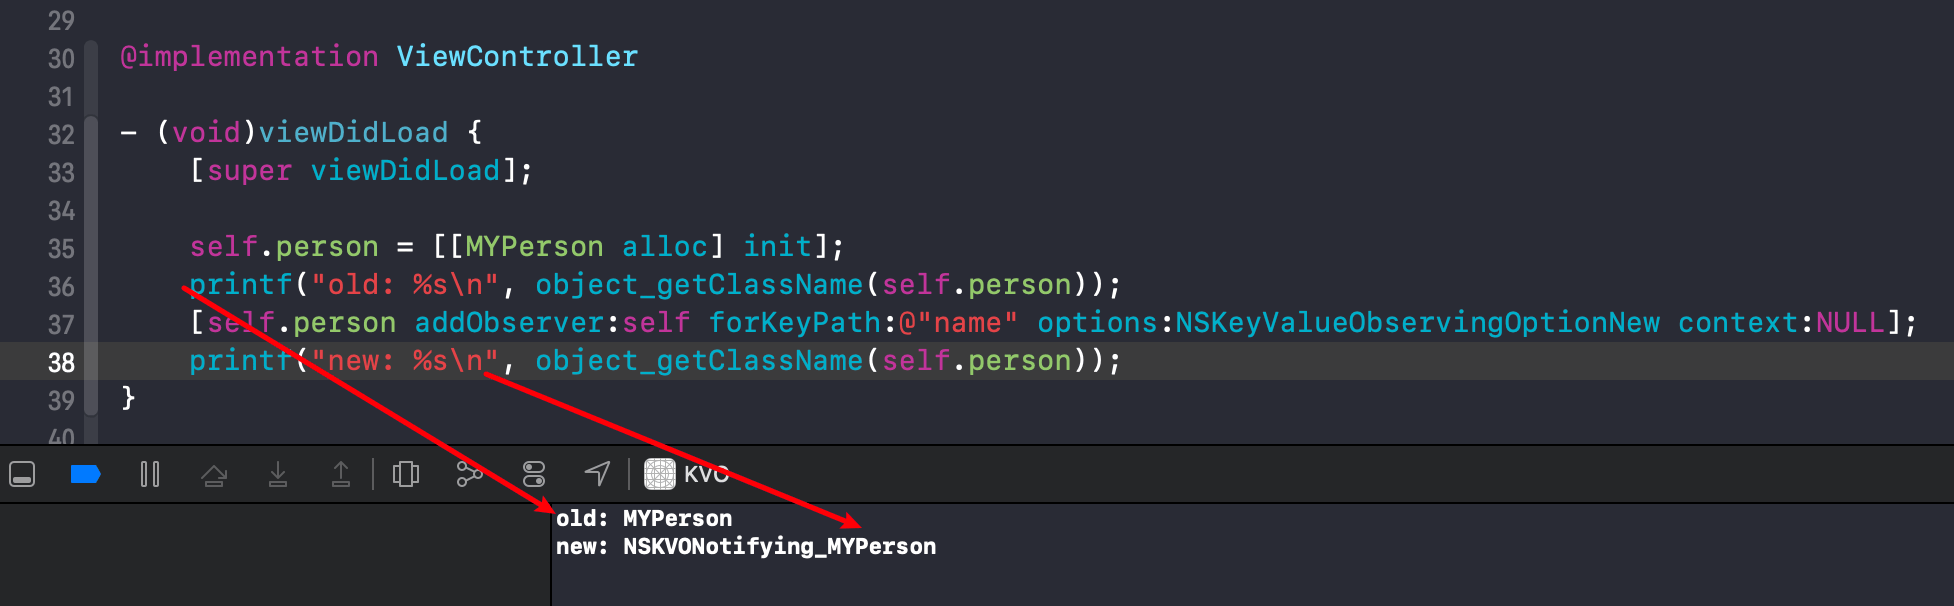 29
30 @implementation ViewController
31
32 - (void)viewDidLoad {
33     [super viewDidLoad];
34
35     self.person = [[MYPerson alloc] init];
36     printf("old: %s\n", object_getClassName(self.person));
37     [self.person addObserver:self forKeyPath:@"name" options:NSKeyValueObservingOptionNew context:NULL];
38     printf("new: %s\n", object_getClassName(self.person));
39 }
40
KVO
old: MYPerson
new: NSKVONotifying_MYPerson